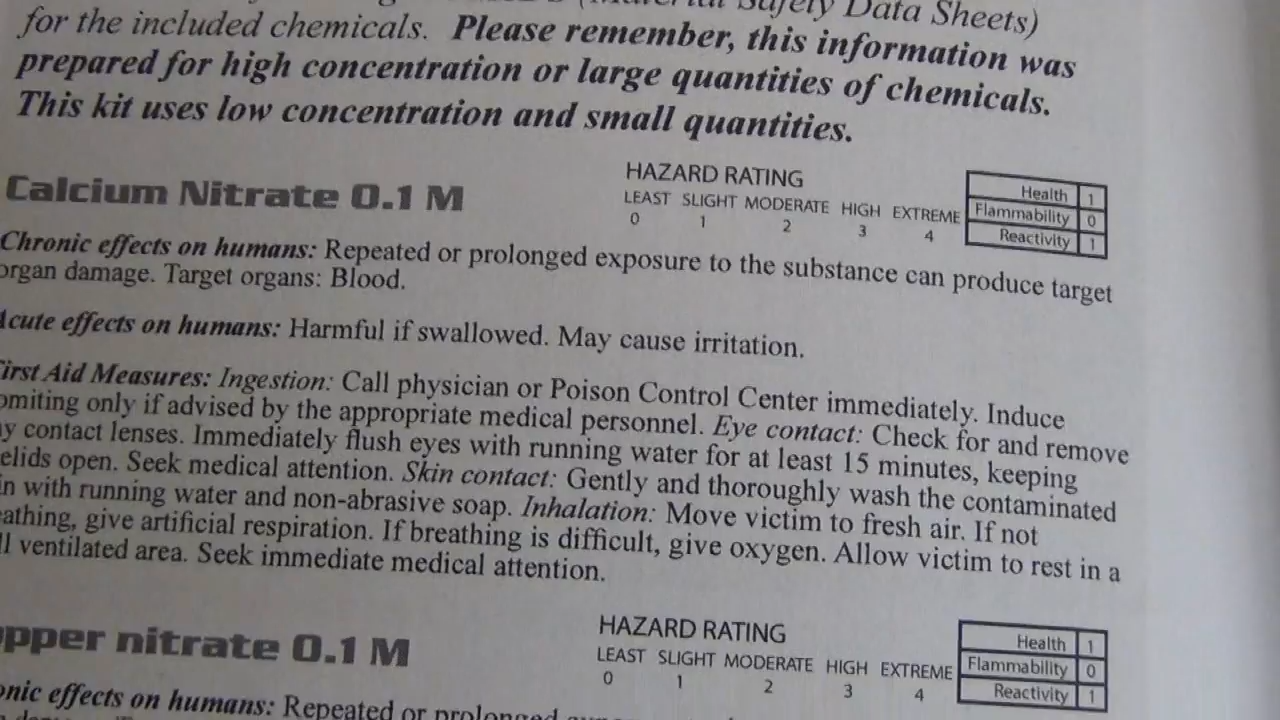 Safety Data Sheets)
for the included chemicals. Please remember, this information was
prepared for high concentration or large quantities of chemicals.
This kit uses low concentration and small quantities.
Calcium Nitrate 0.1 M
HAZARD RATING
LEAST SLIGHT MODERATE HIGH EXTREME
0 1 2 3 4
Health 1
Flammability 0
Reactivity 1
Chronic effects on humans: Repeated or prolonged exposure to the substance can produce target
organ damage. Target organs: Blood.
Acute effects on humans: Harmful if swallowed. May cause irritation.
First Aid Measures: Ingestion: Call physician or Poison Control Center immediately. Induce
omiting only if advised by the appropriate medical personnel. Eye contact: Check for and remove
y contact lenses. Immediately flush eyes with running water for at least 15 minutes, keeping
elids open. Seek medical attention. Skin contact: Gently and thoroughly wash the contaminated
in with running water and non-abrasive soap. Inhalation: Move victim to fresh air. If not
eathing, give artificial respiration. If breathing is difficult, give oxygen. Allow victim to rest in a
ll ventilated area. Seek immediate medical attention.
pper nitrate 0.1 M
HAZARD RATING
LEAST SLIGHT MODERATE HIGH EXTREME
0 1 2 3 4
Health 1
Flammability 0
Reactivity 1
onic effects on humans: Repeated or prolonged